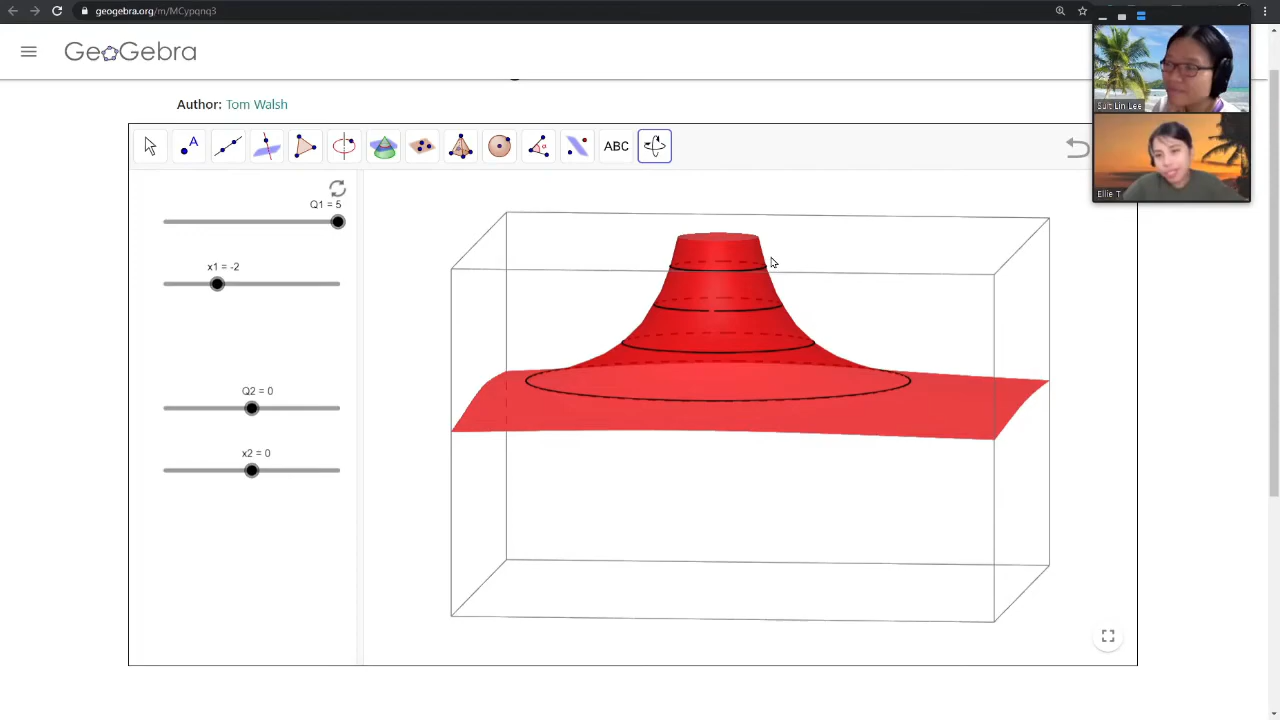 geogebra.org/m/MCypqnq3
GeoGebra
Author: Tom Walsh
ABC
Q1 = 5
x1 = -2
Q2 = 0
x2 = 0
Suit Lin Lee
Ellie T